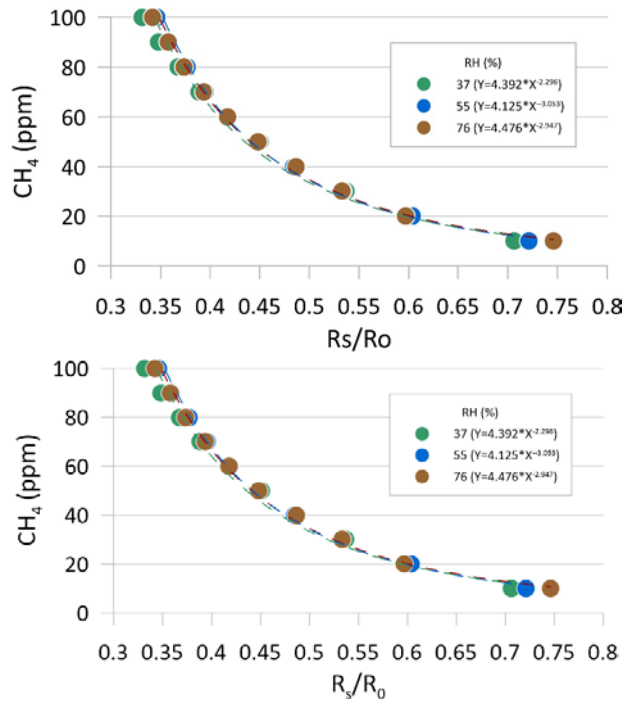 100
80
60
40
20
0
CH₄ (ppm)
RH (%)
37 (Y=4.392*X⁻²·²⁹⁶)
55 (Y=4.125*X⁻³·⁰⁵³)
76 (Y=4.476*X⁻²·⁹⁴⁷)
0.3 0.35 0.4 0.45 0.5 0.55 0.6 0.65 0.7 0.75 0.8
Rs/Ro
100
80
60
40
20
0
CH₄ (ppm)
RH (%)
37 (Y=4.392*X⁻²·²⁹⁶)
55 (Y=4.125*X⁻³·⁰⁸³)
76 (Y=4.476*X⁻²·⁹⁴⁷)
0.3 0.35 0.4 0.45 0.5 0.55 0.6 0.65 0.7 0.75 0.8
Rₛ/R₀